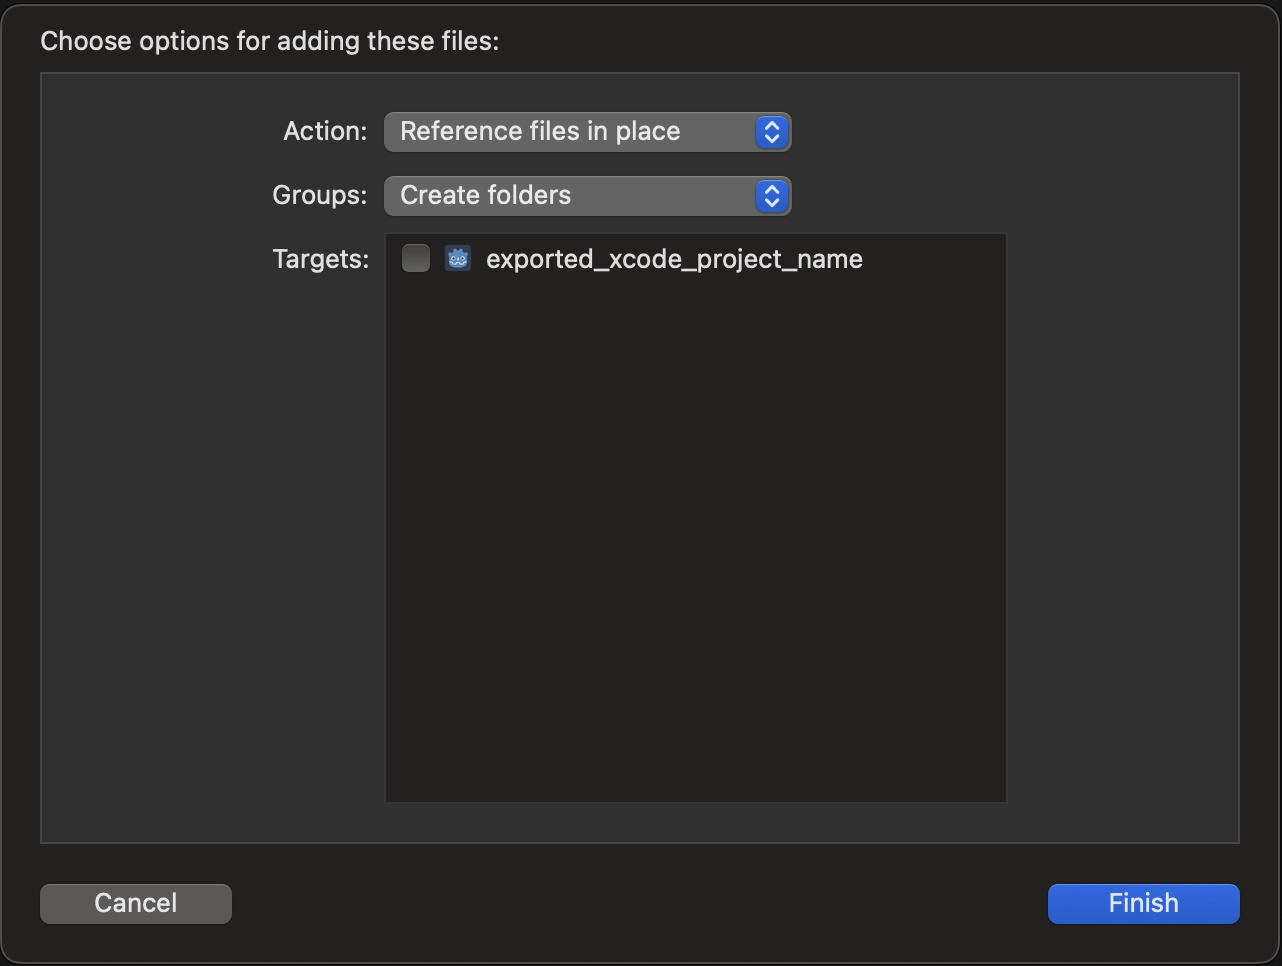 Choose options for adding these files:
Action: Reference files in place
Groups: Create folders
Targets: exported_xcode_project_name
Cancel Finish